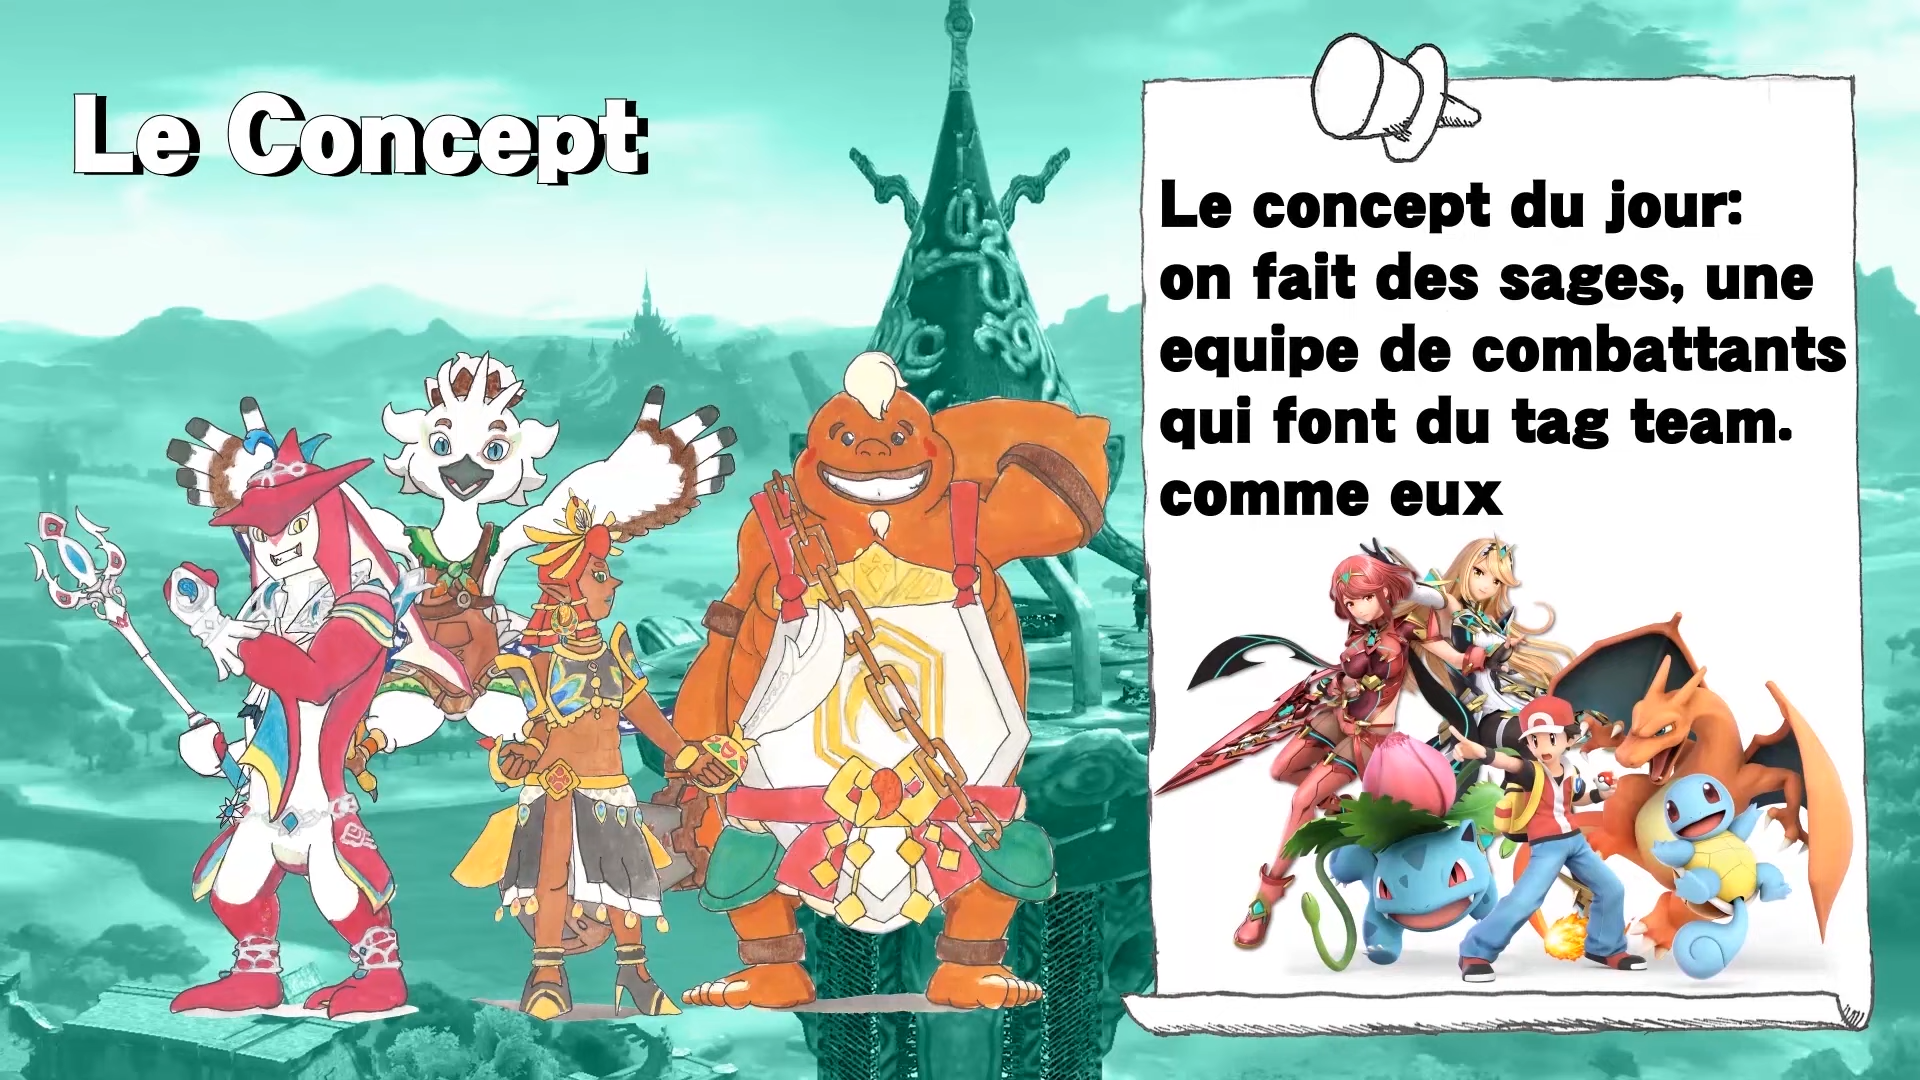 Le Concept
Le concept du jour:
on fait des sages, une
equipe de combattants
qui font du tag team.
comme eux